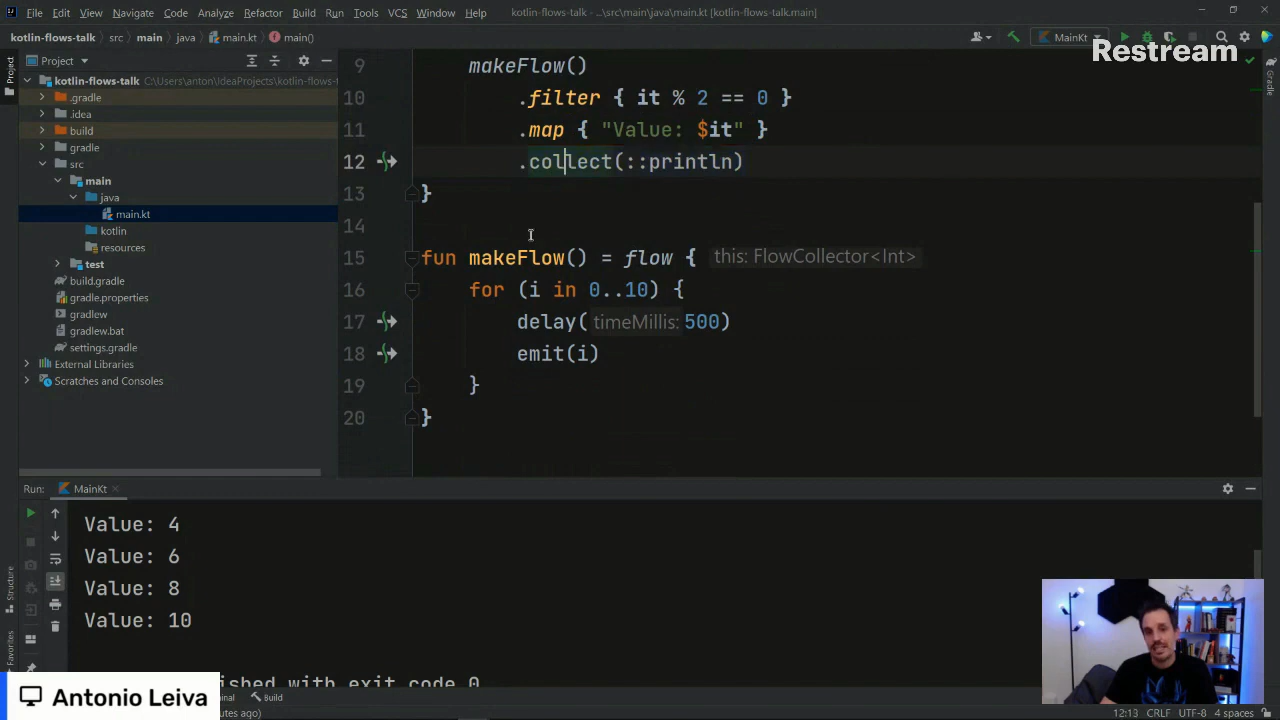 File Edit View Navigate Code Analyze Refactor Build Run Tools VCS Window Help kotlin-flows-talk - ...\src\main\java\main.kt [kotlin-flows-talk.main]
kotlin-flows-talk src main java main.kt main() MainKt
Restream
Project
kotlin-flows-talk C:\Users\anton\IdeaProjects\kotlin-flows-t
.gradle
.idea
build
gradle
src
main
java
main.kt
kotlin
resources
test
build.gradle
gradle.properties
gradlew
gradlew.bat
settings.gradle
External Libraries
Scratches and Consoles
9 makeFlow()
10 .filter { it % 2 == 0 }
11 .map { "Value: $it" }
12 .collect(::println)
13 }
14
15 fun makeFlow() = flow { this: FlowCollector<Int>
16 for (i in 0..10) {
17 delay( timeMillis: 500)
18 emit(i)
19 }
20 }
Project
Gradle
Structure
Favorites
Run: MainKt
Value: 4
Value: 6
Value: 8
Value: 10
shed with exit code 0
Antonio Leiva
Build
12:13 CRLF UTF-8 4 spaces